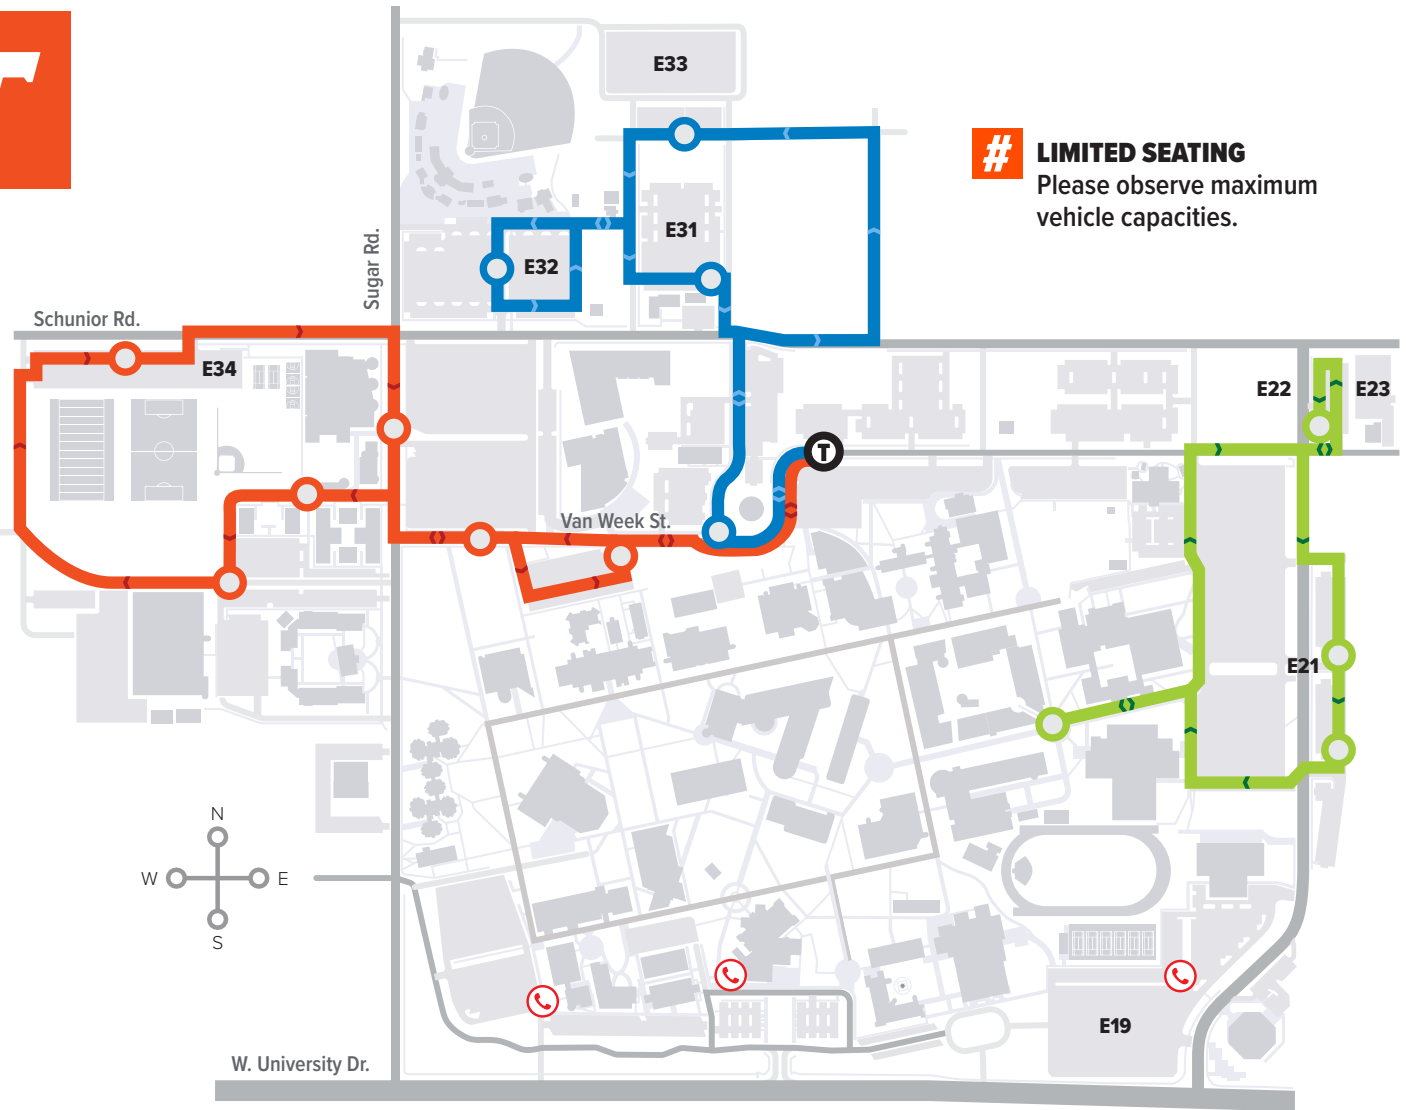 E33
#
LIMITED SEATING
Please observe maximum
vehicle capacities.
E31
Sugar Rd.
E32
Schunior Rd.
E34
E22
E23
T
Van Week St.
E21
N
W
E
S
E19
W. University Dr.